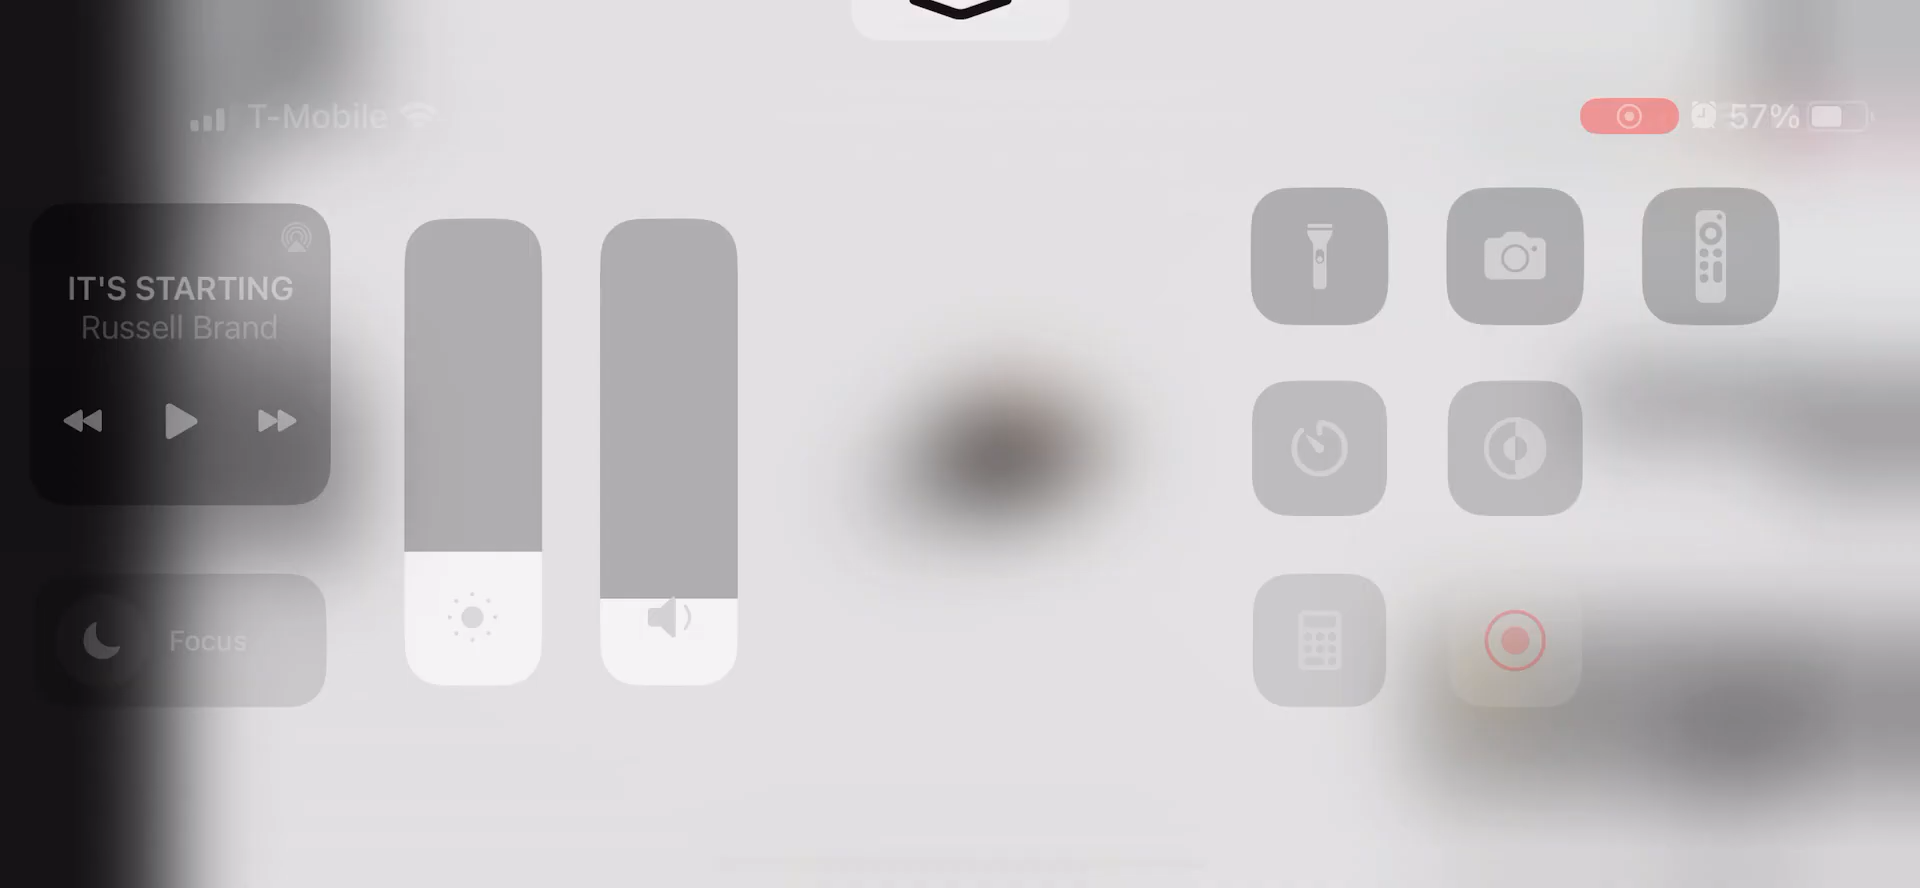 T-Mobile
57%
IT'S STARTING
Russell Brand
Focus